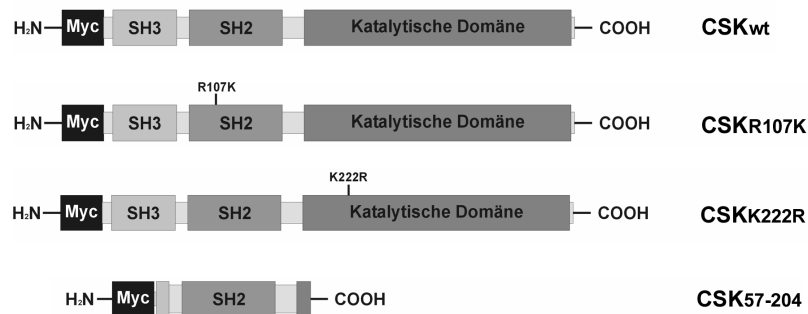 H₂N Myc SH3 SH2 Katalytische Domäne COOH CSKwt
R107K
H₂N Myc SH3 SH2 Katalytische Domäne COOH CSKR107K
K222R
H₂N Myc SH3 SH2 Katalytische Domäne COOH CSKK222R
H₂N Myc SH2 COOH CSK57-204